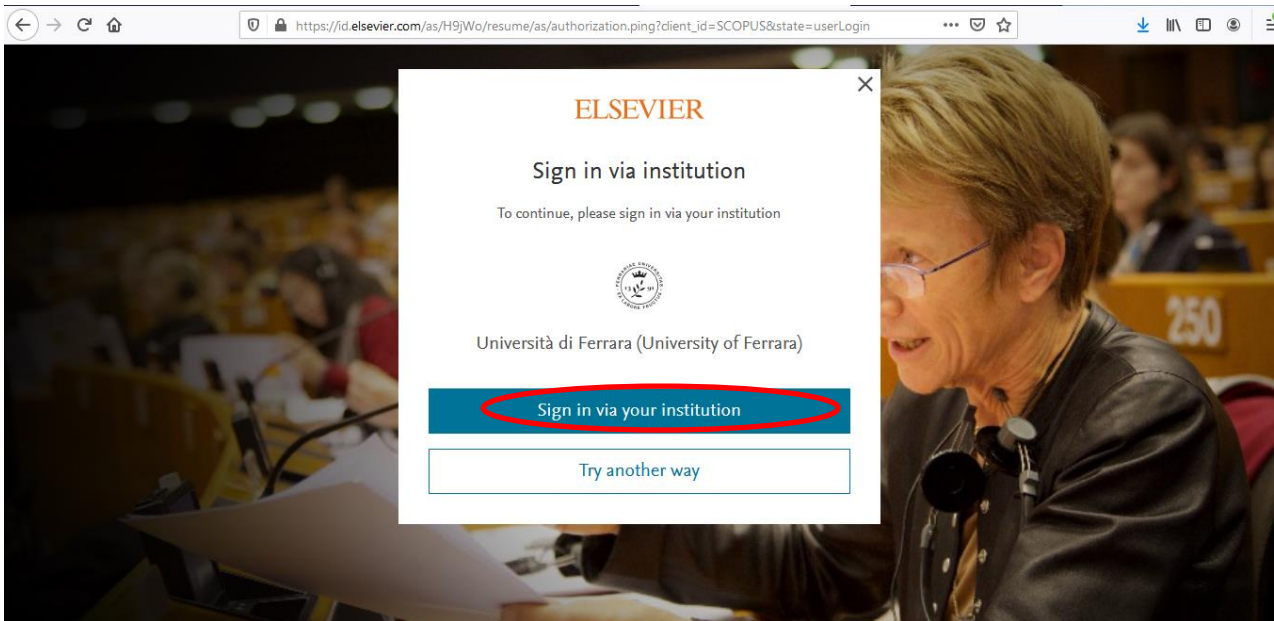 https://id.elsevier.com/as/H9jWo/resume/as/authorization.ping?client_id=SCOPUS&state=userLogin
ELSEVIER
Sign in via institution
To continue, please sign in via your institution
Università di Ferrara (University of Ferrara)
Sign in via your institution
Try another way
250